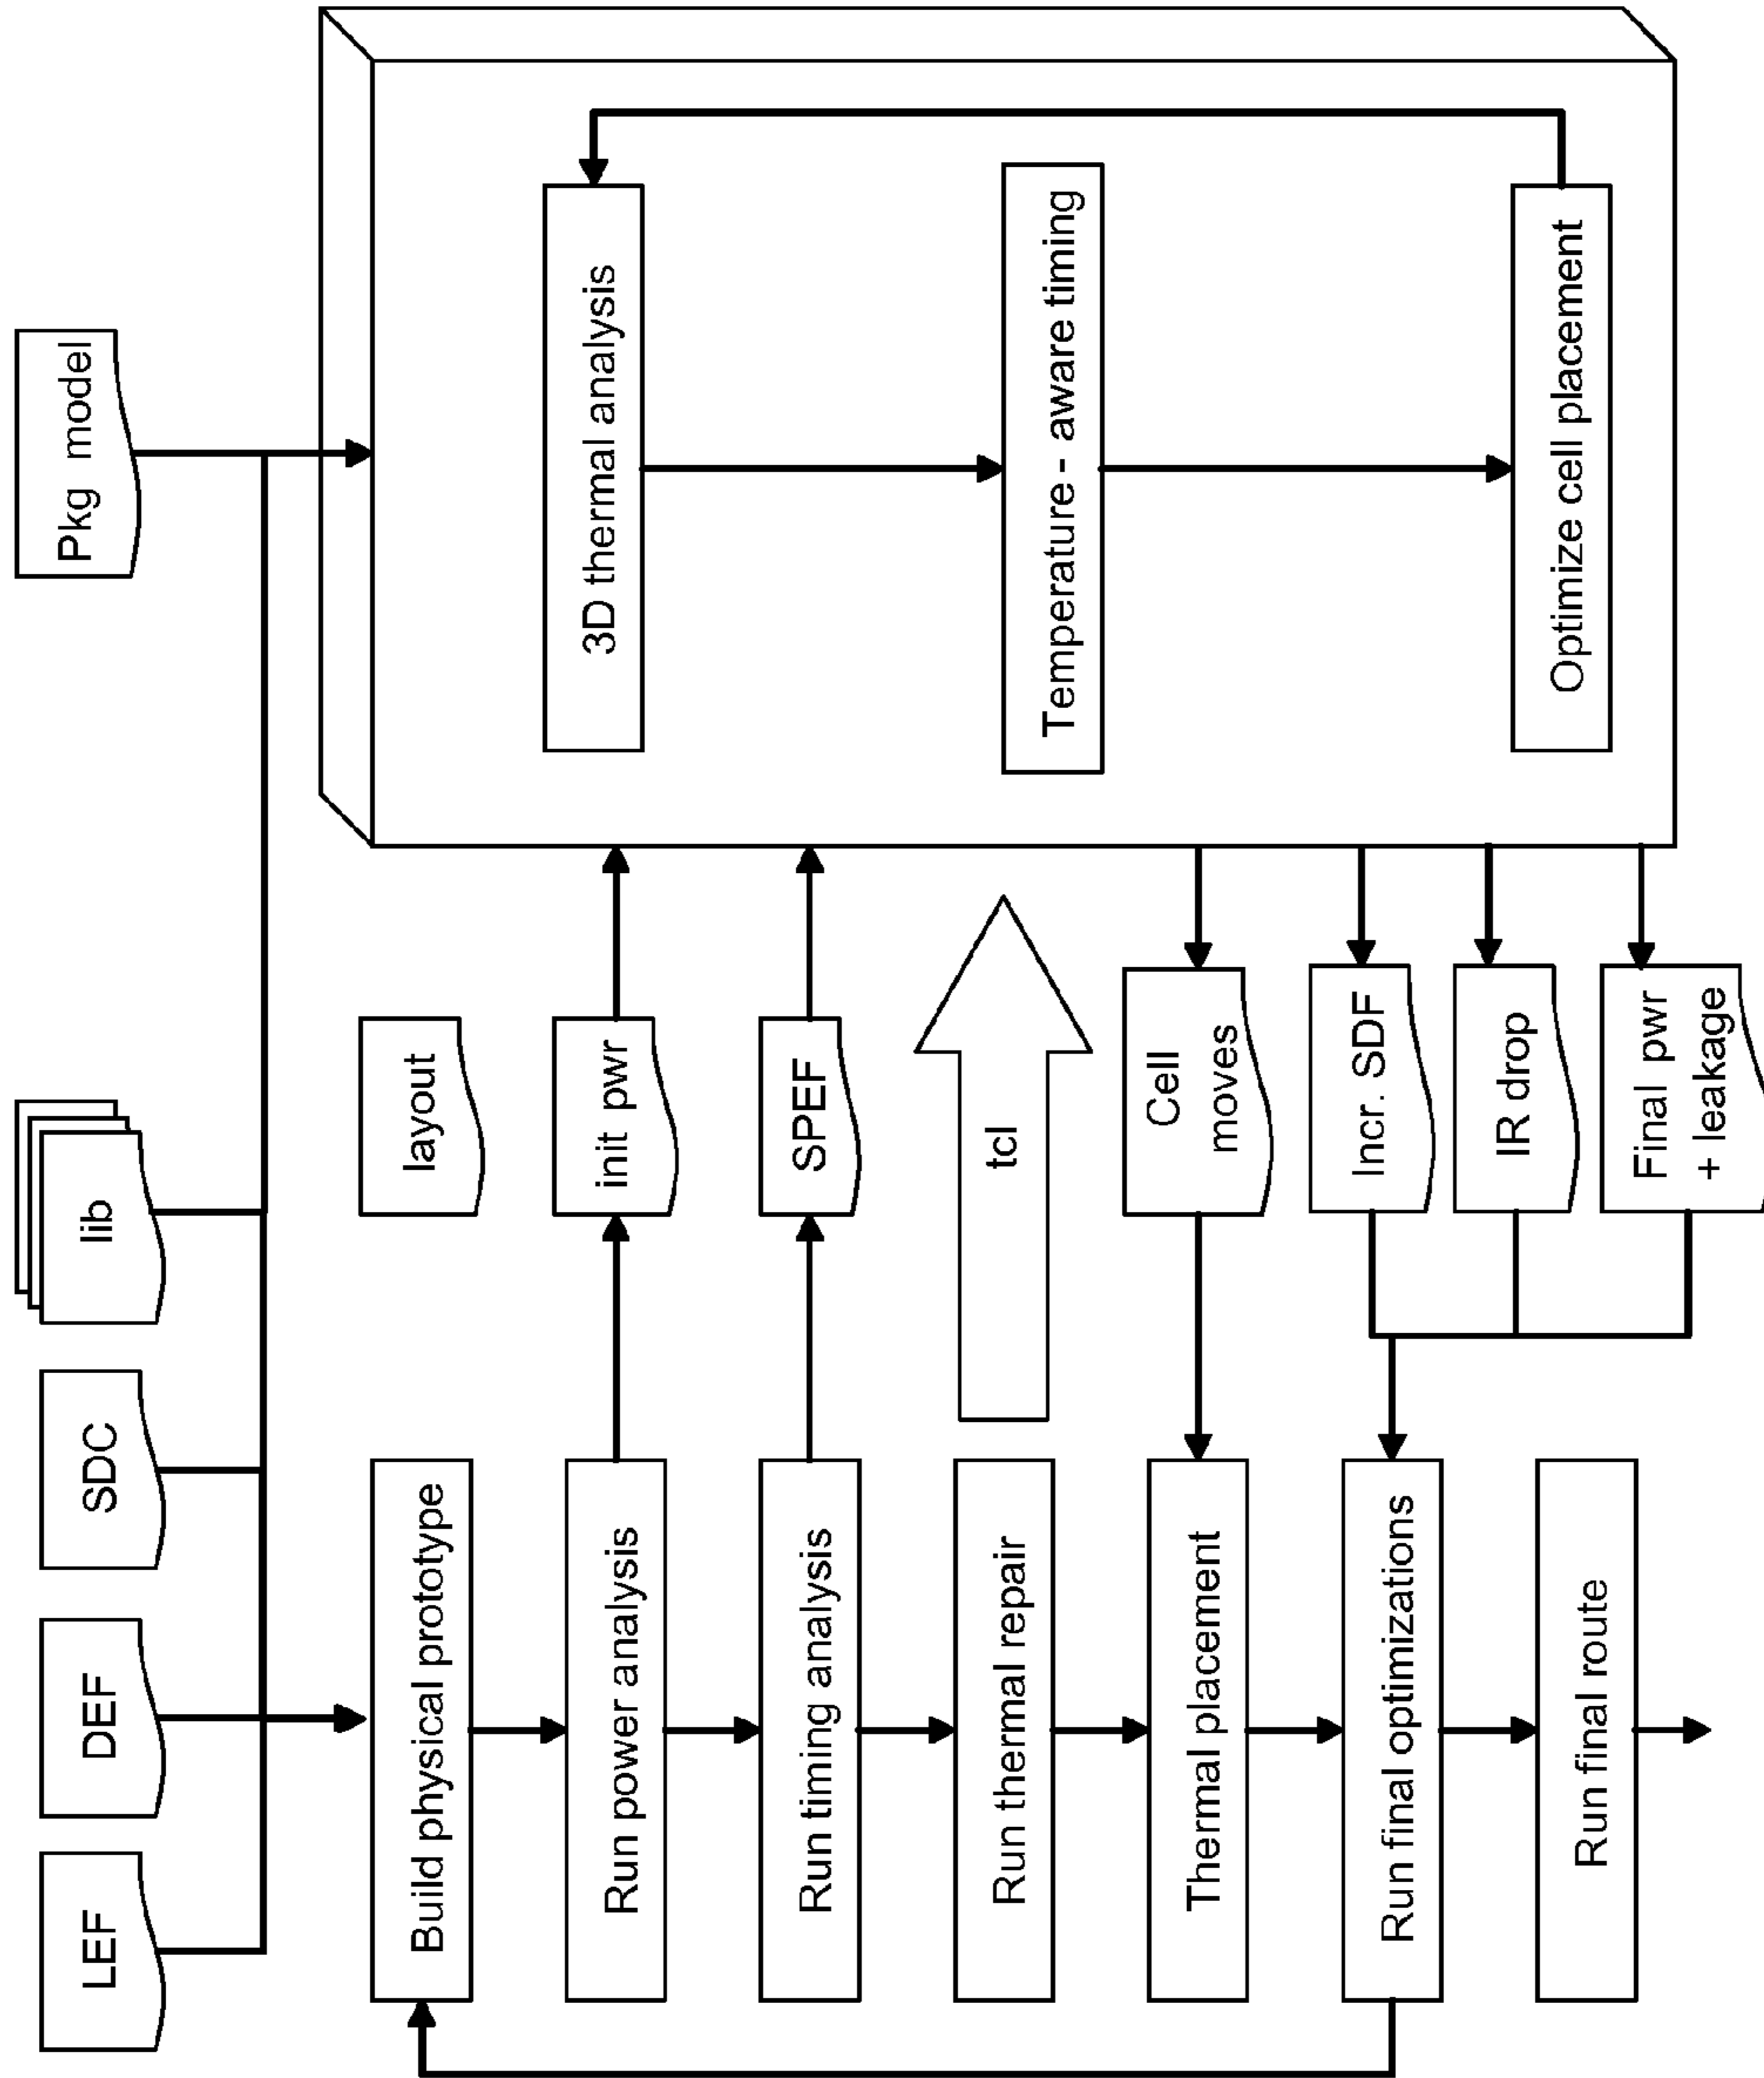 LEF
DEF
SDC
lib
Pkg model
Build physical prototype
Run power analysis
Run timing analysis
Run thermal repair
Thermal placement
Run final optimizations
Run final route
layout
init pwr
SPEF
tcl
Cell
moves
Incr. SDF
IR drop
Final pwr
+ leakage
3D thermal analysis
Temperature - aware timing
Optimize cell placement